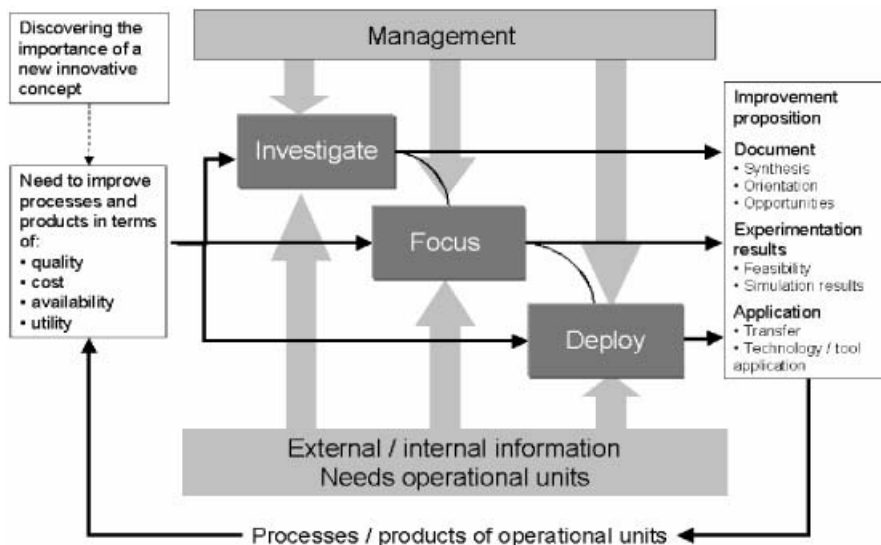 Discovering the
importance of a
new innovative
concept
Management
Need to improve
processes and
products in terms
of:
• quality
• cost
• availability
• utility
Investigate
Focus
Deploy
Improvement
proposition
Document
• Synthesis
• Orientation
• Opportunities
Experimentation
results
• Feasibility
• Simulation results
Application
• Transfer
• Technology / tool
application
External / internal information
Needs operational units
Processes / products of operational units